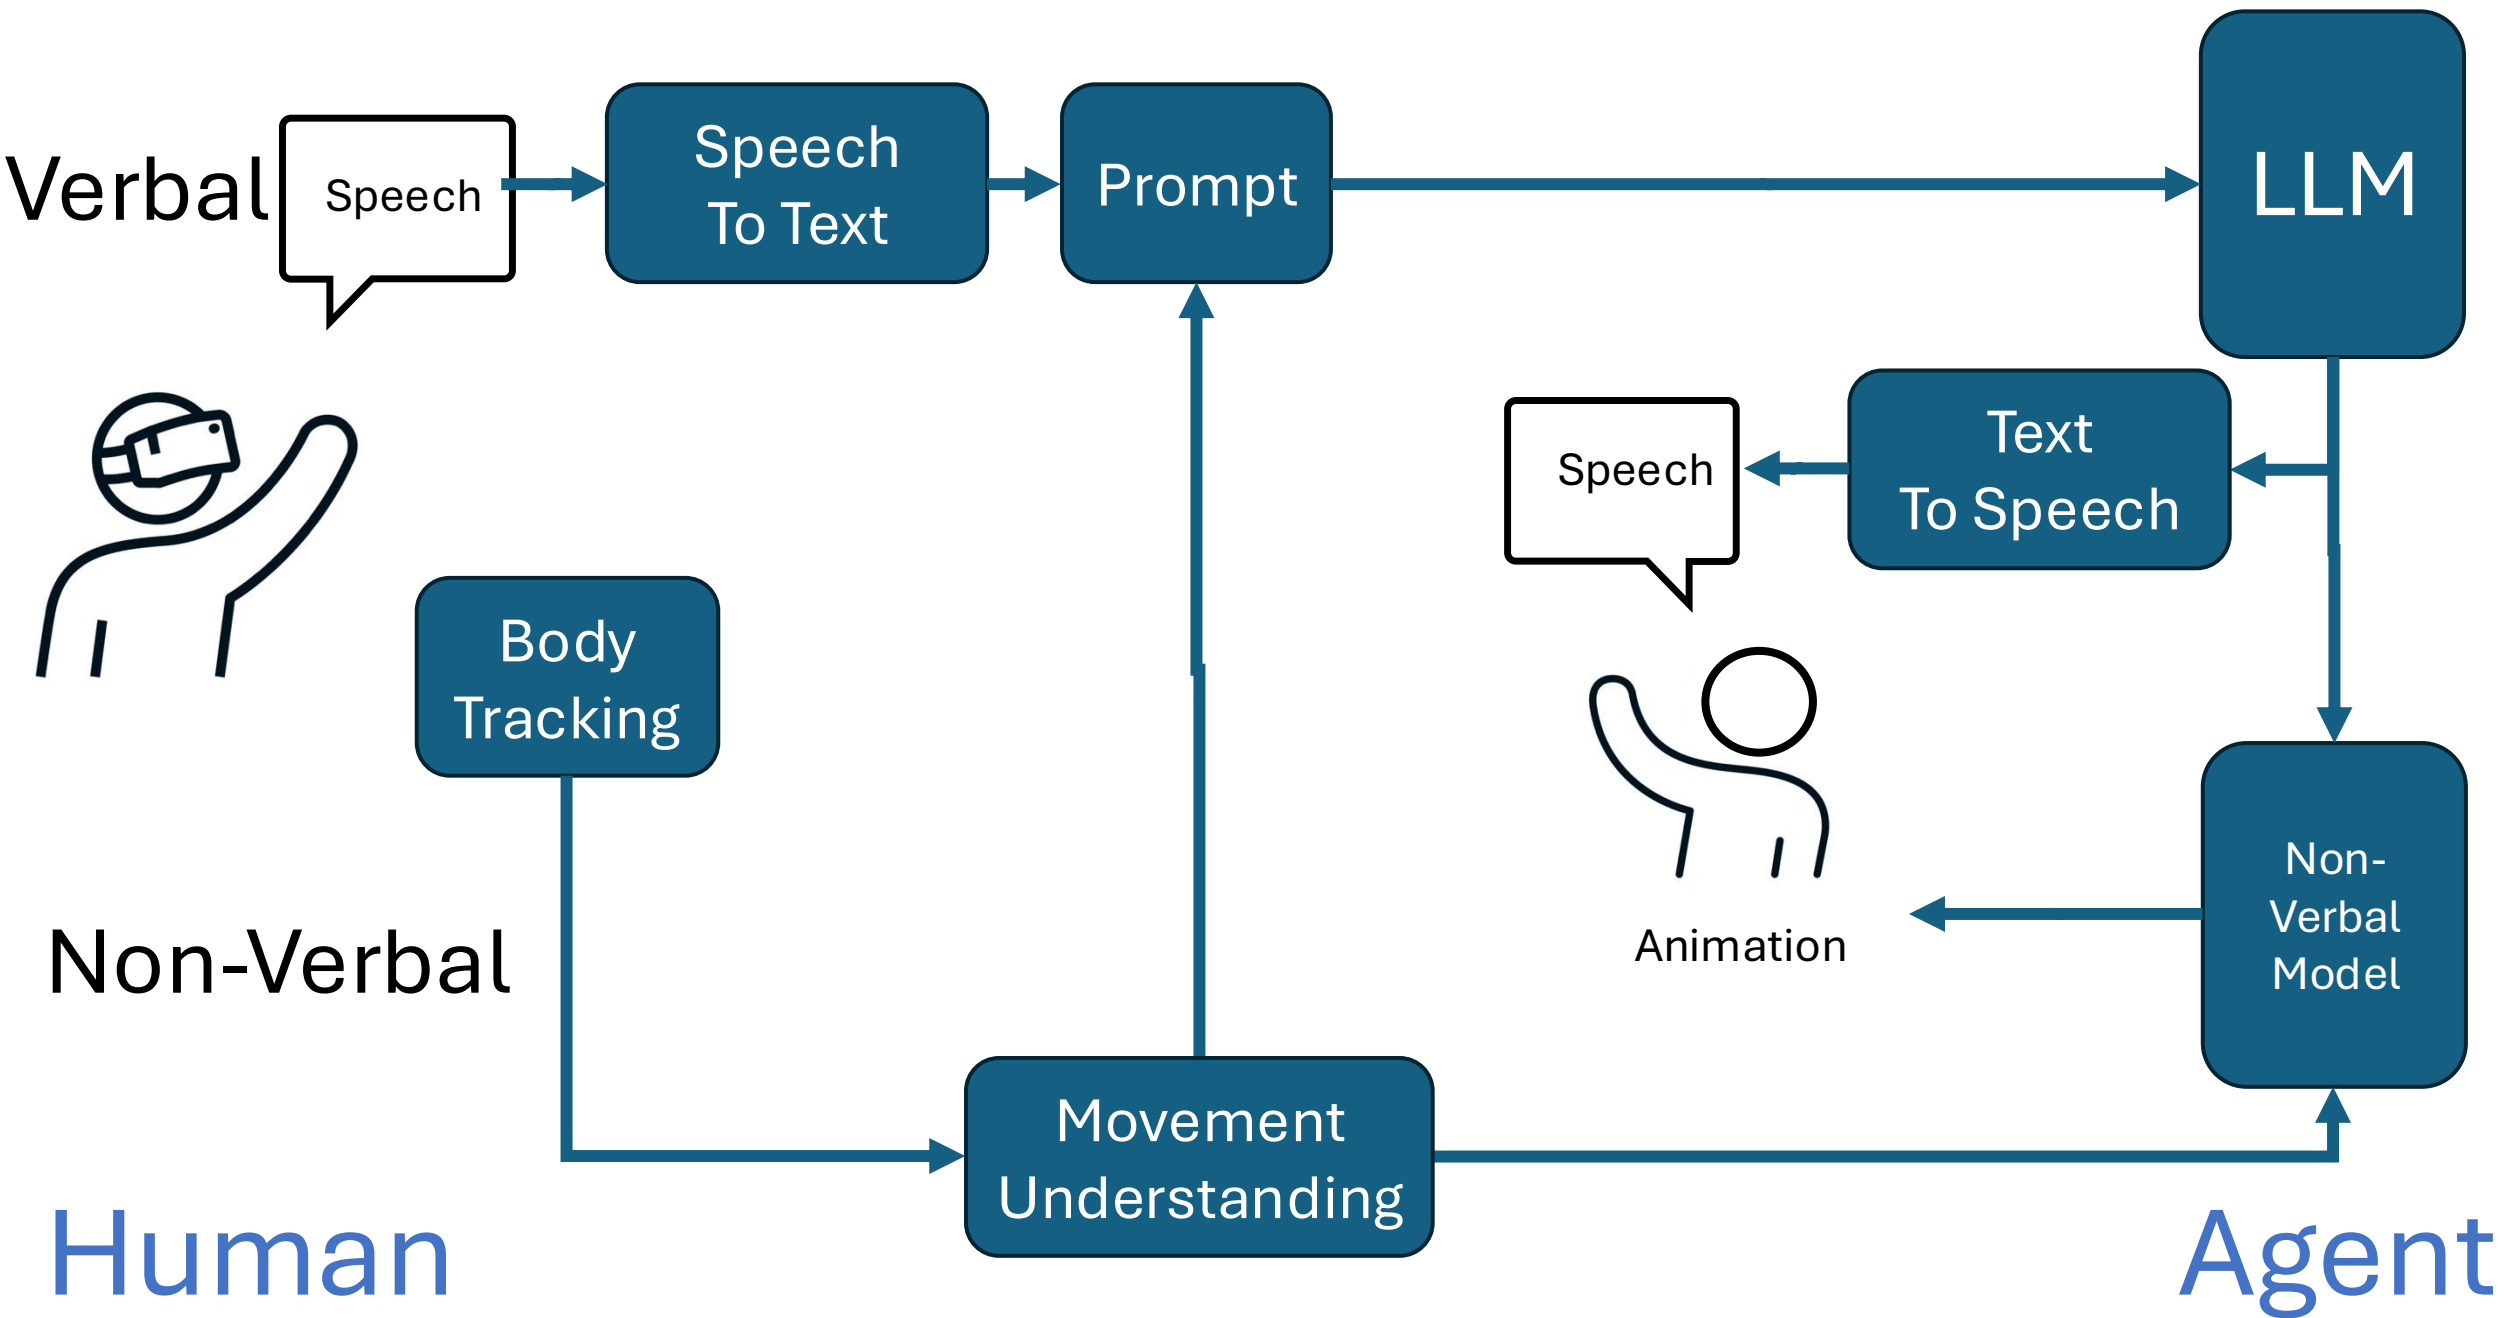 Verbal
Speech
Speech
To Text
Prompt
LLM
Speech
Text
To Speech
Body
Tracking
Non-Verbal
Animation
Non-
Verbal
Model
Movement
Understanding
Human
Agent